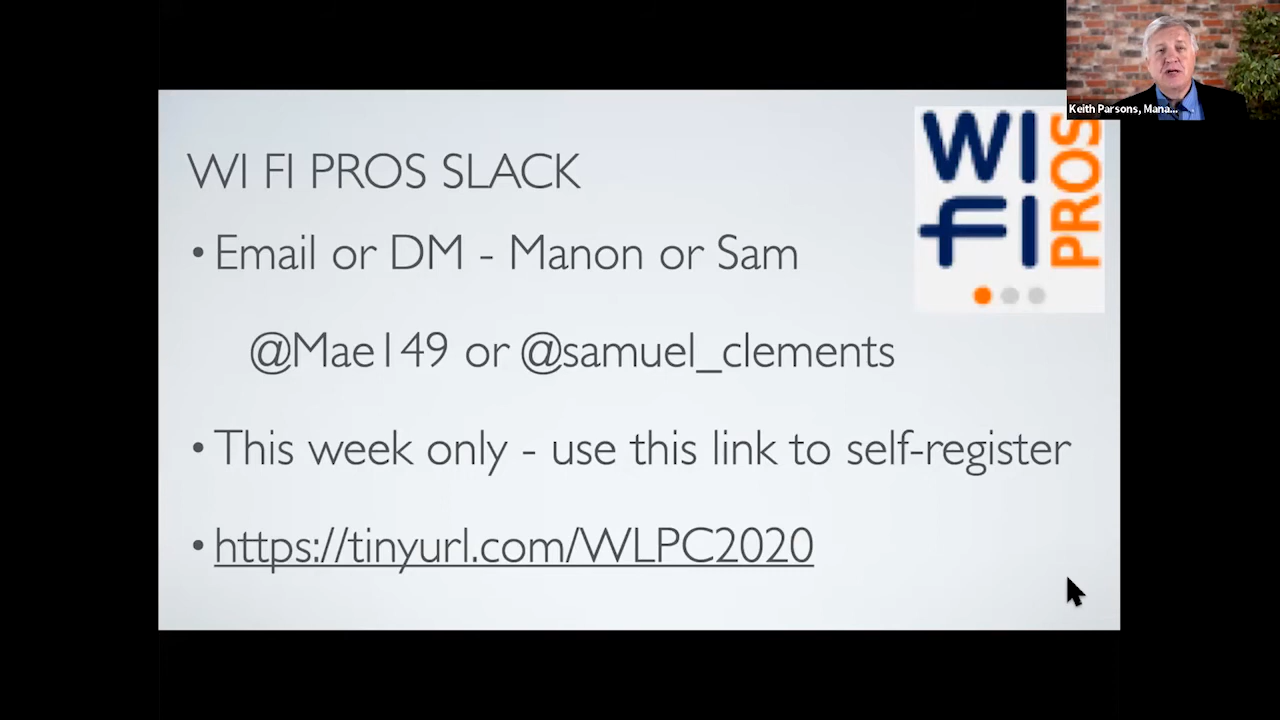 Keith Parsons, Mana...
WI FI PROS SLACK
WI
FI
PROS
• Email or DM - Manon or Sam
@Mae149 or @samuel_clements
• This week only - use this link to self-register
• https://tinyurl.com/WLPC2020